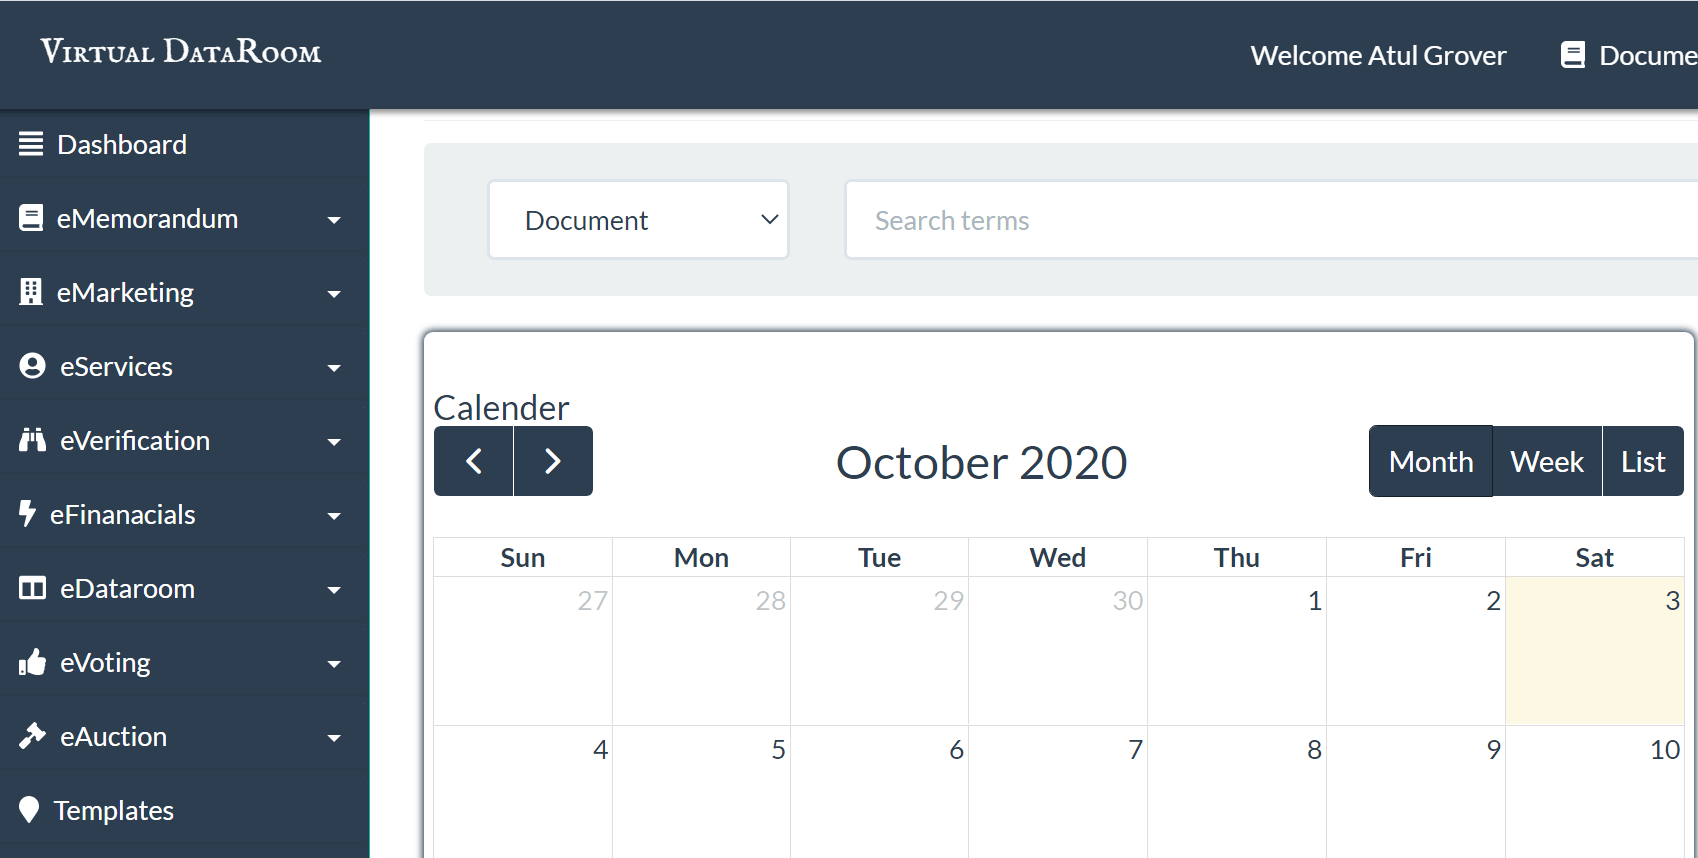 Virtual DataRoom
Welcome Atul Grover
Docume
Dashboard
eMemorandum
eMarketing
eServices
eVerification
eFinanacials
eDataroom
eVoting
eAuction
Templates
Document
Search terms
Calender
October 2020
Month Week List
Sun Mon Tue Wed Thu Fri Sat
27 28 29 30 1 2 3
4 5 6 7 8 9 10